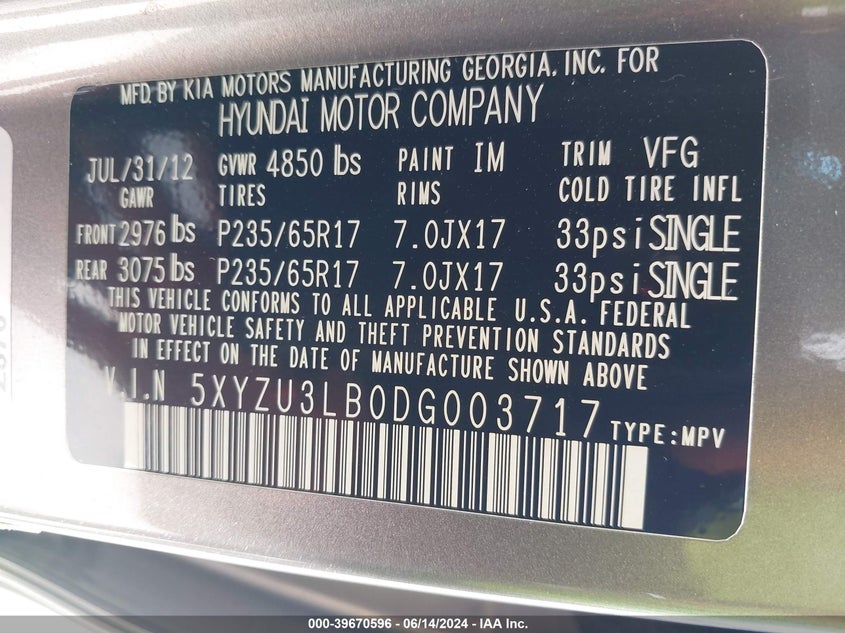 MFD. BY KIA MOTORS MANUFACTURING GEORGIA, INC. FOR
HYUNDAI MOTOR COMPANY
JUL/31/12 GVWR 4850 lbs PAINT IM TRIM VFG
GAWR TIRES RIMS COLD TIRE INFL
FRONT 2976 lbs P235/65R17 7.0JX17 33psi SINGLE
REAR 3075 lbs P235/65R17 7.0JX17 33psi SINGLE
THIS VEHICLE CONFORMS TO ALL APPLICABLE U.S.A. FEDERAL
MOTOR VEHICLE SAFETY AND THEFT PREVENTION STANDARDS
IN EFFECT ON THE DATE OF MANUFACTURE SHOWN ABOVE
V.I.N 5XYZU3LB0DG003717 TYPE:MPV
000-39670596 - 06/14/2024 - IAA Inc.